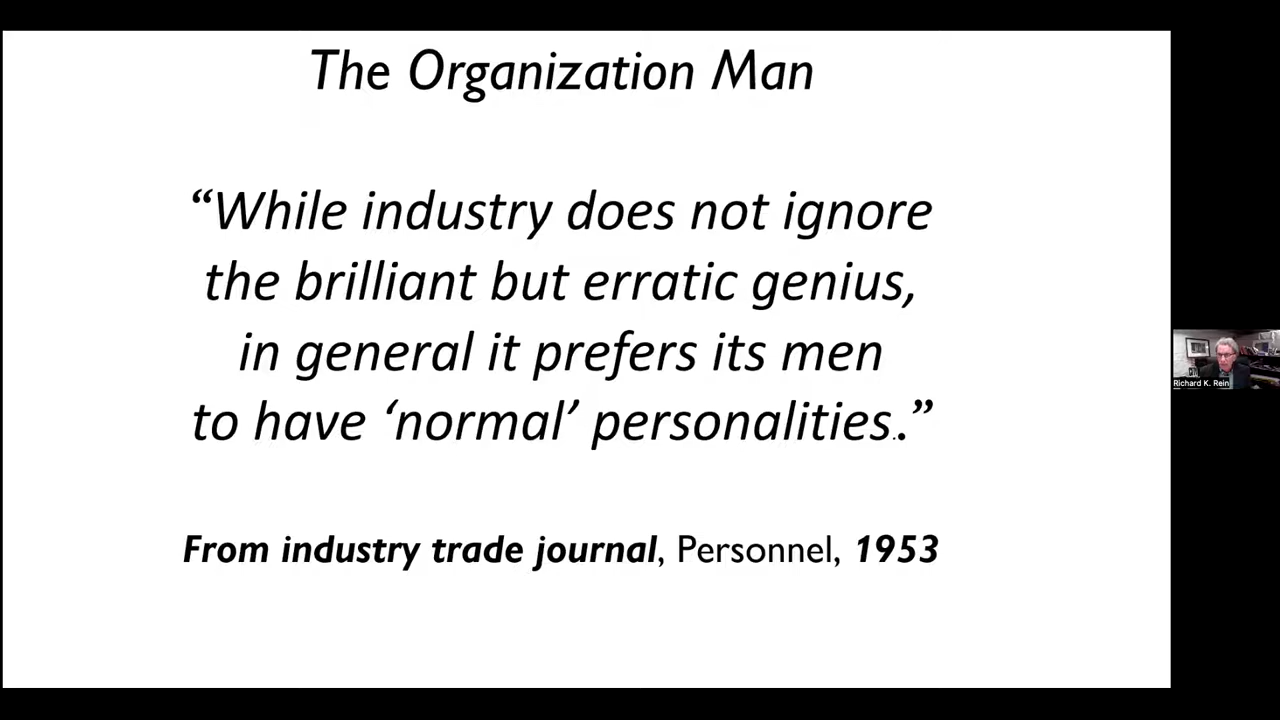 The Organization Man
“While industry does not ignore
the brilliant but erratic genius,
in general it prefers its men
to have ‘normal’ personalities..”
From industry trade journal, Personnel, 1953
Richard K. Rein